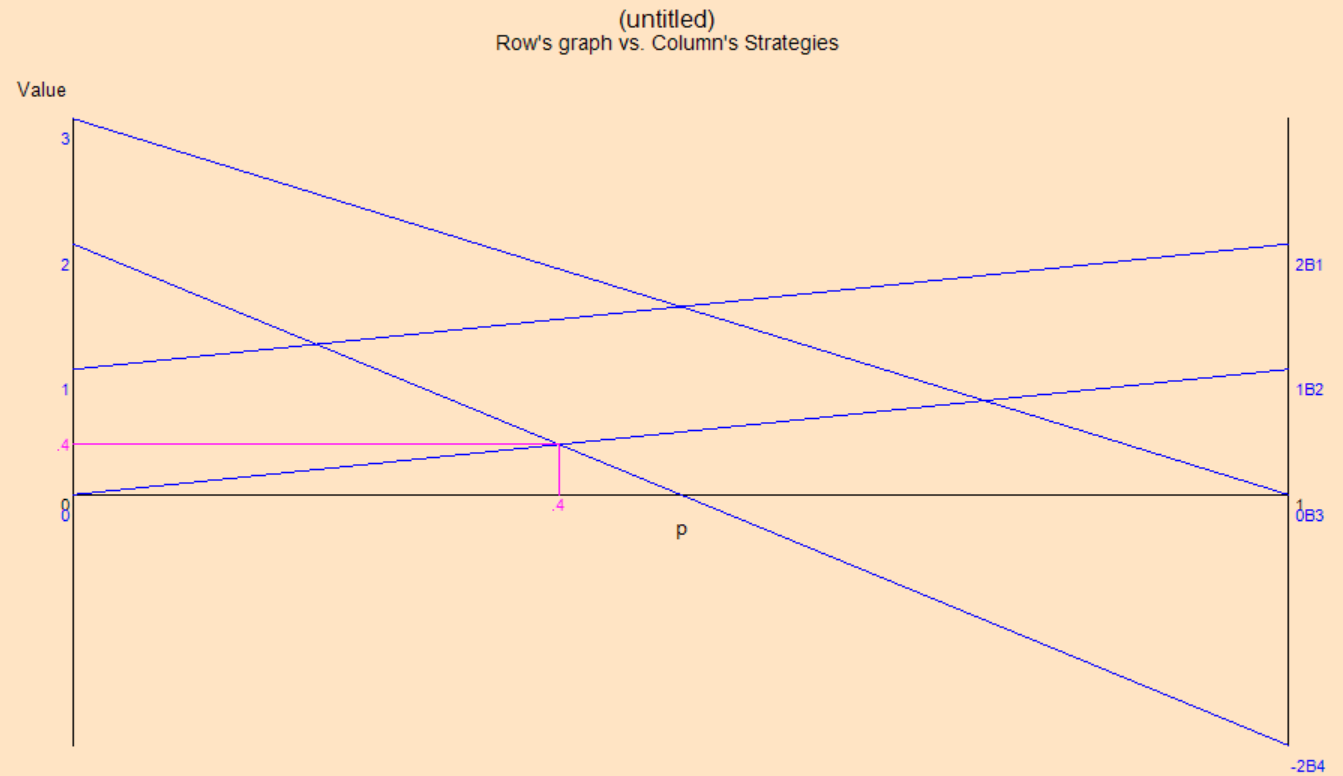 (untitled)
Row's graph vs. Column's Strategies
Value
3
2
2B1
1
1B2
.4
0
0
.4
1
0B3
p
-2B4